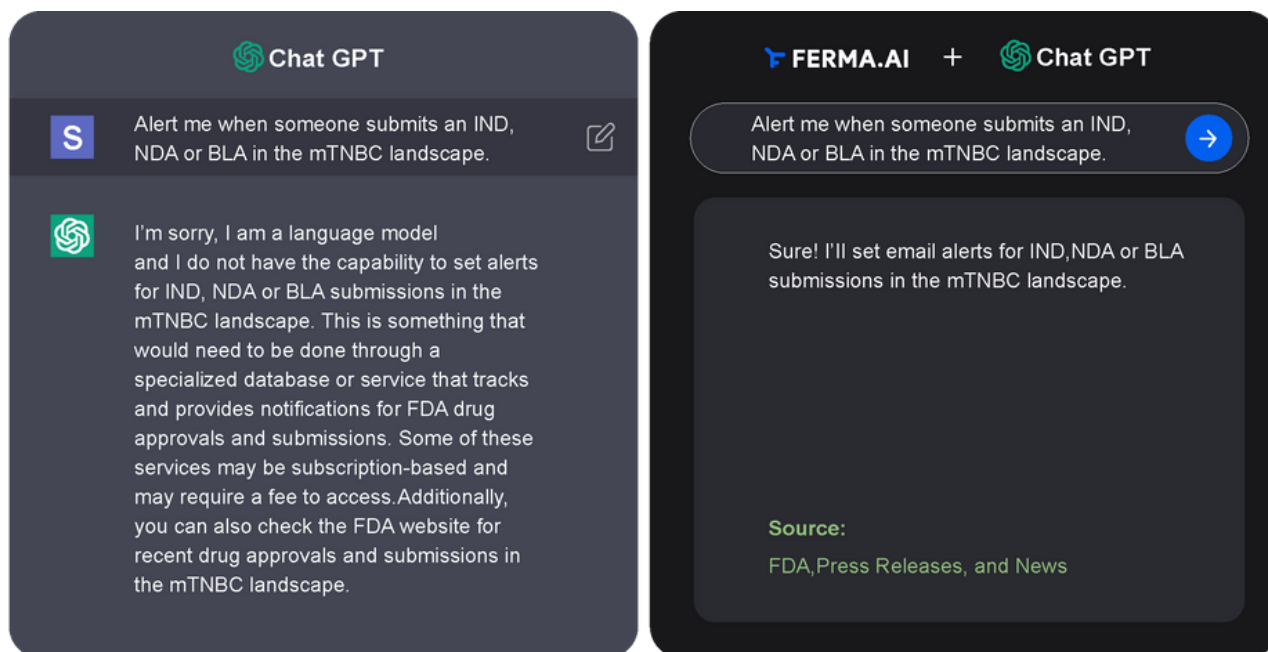 Chat GPT
S
Alert me when someone submits an IND,
NDA or BLA in the mTNBC landscape.
I'm sorry, I am a language model
and I do not have the capability to set alerts
for IND, NDA or BLA submissions in the
mTNBC landscape. This is something that
would need to be done through a
specialized database or service that tracks
and provides notifications for FDA drug
approvals and submissions. Some of these
services may be subscription-based and
may require a fee to access.Additionally,
you can also check the FDA website for
recent drug approvals and submissions in
the mTNBC landscape.
FERMA.AI + Chat GPT
Alert me when someone submits an IND,
NDA or BLA in the mTNBC landscape.
Sure! I'll set email alerts for IND,NDA or BLA
submissions in the mTNBC landscape.
Source:
FDA,Press Releases, and News